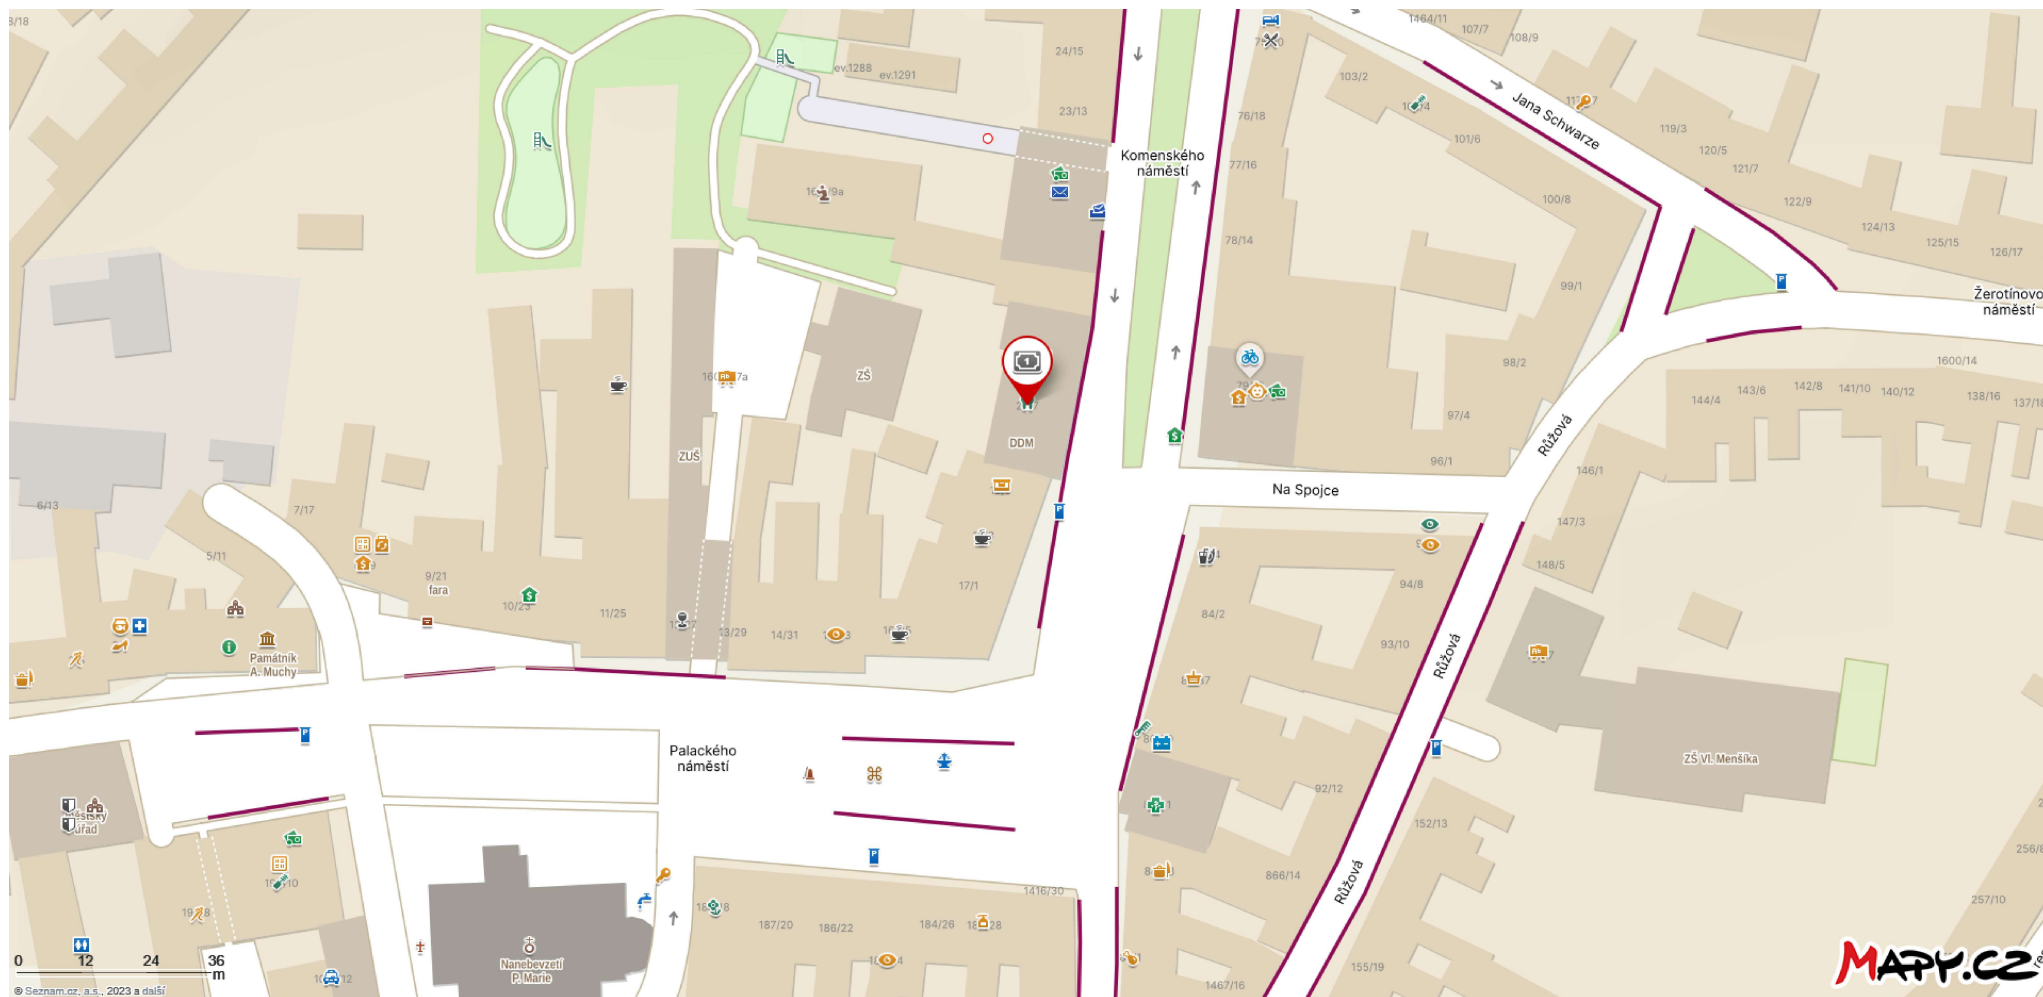 8/18
24/15
1464/11
107/7
108/9
ev.1288
ev.1291
103/2
23/13
76/18
101/6
Jana Schwarze
119/3
120/5
121/7
Komenského
náměstí
77/16
100/8
122/9
124/13
125/15
126/17
78/14
99/1
Žerotínovo
náměstí
98/2
1600/14
ZŠ
144/4
143/6
142/8
141/10
140/12
138/16
137/18
97/4
DDM
ZUŠ
96/1
Růžová
146/1
Na Spojce
6/13
7/17
147/3
5/11
148/5
9/21
fara
10/23
11/25
13/29
14/31
17/1
84/2
94/8
93/10
Růžová
Památník
A. Muchy
Palackého
náměstí
ZŠ Vl. Menšíka
Městský
úřad
92/12
152/13
256/8
866/14
Růžová
1416/30
187/20
186/22
184/26
257/10
Nanebevzetí
P. Marie
155/19
1467/16
0 12 24 36
m
© Seznam.cz, a.s., 2023 a další
MAPY.CZ